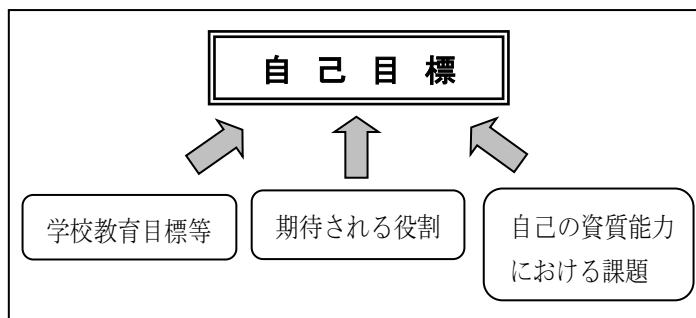 自 己 目 標
学校教育目標等
期待される役割
自己の資質能力
における課題